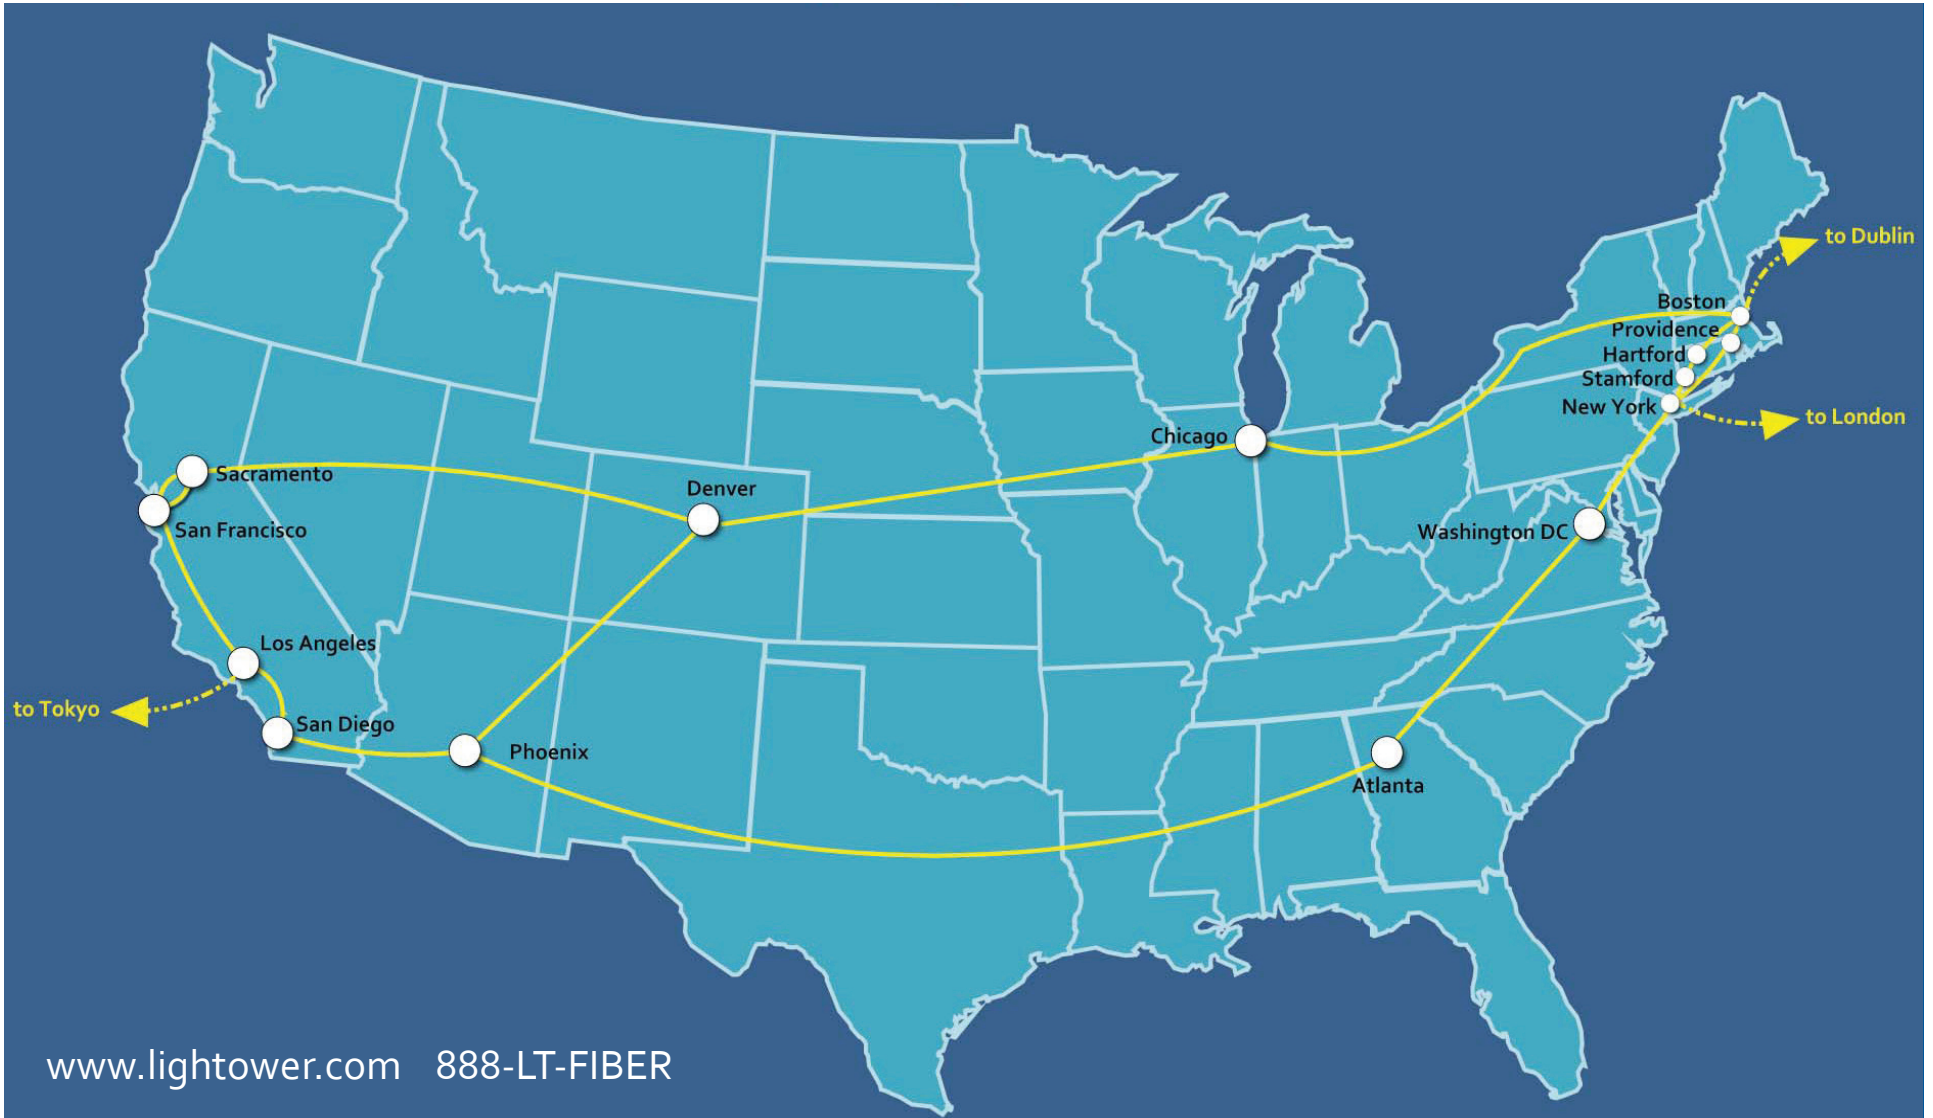 to Dublin
Boston
Providence
Hartford
Stamford
New York
to London
Chicago
Sacramento
Denver
San Francisco
Washington DC
Los Angeles
to Tokyo
San Diego
Phoenix
Atlanta
www.lightower.com 888-LT-FIBER